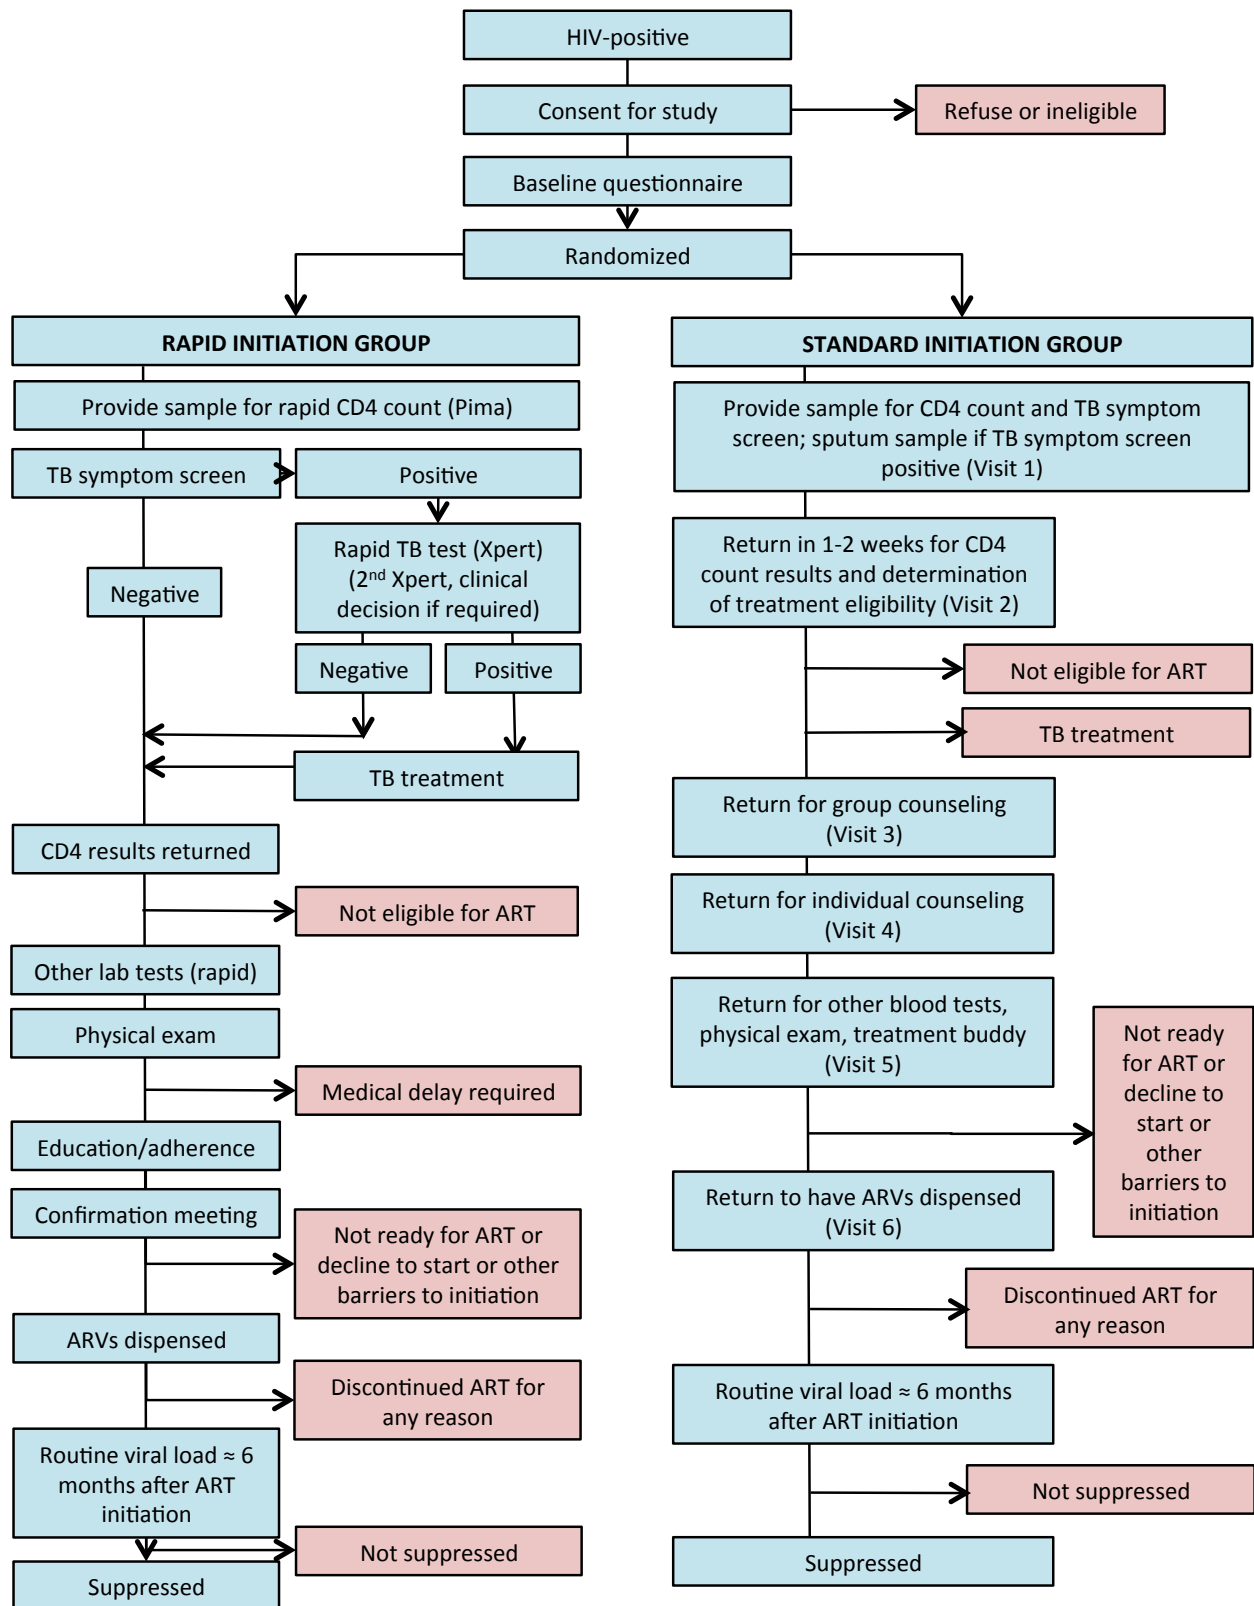 HIV-positive
Consent for study
Refuse or ineligible
Baseline questionnaire
Randomized
RAPID INITIATION GROUP
Provide sample for rapid CD4 count (Pima)
TB symptom screen
Positive
Rapid TB test (Xpert)
(2nd Xpert, clinical
decision if required)
Negative
Negative
Positive
TB treatment
CD4 results returned
Not eligible for ART
Other lab tests (rapid)
Physical exam
Medical delay required
Education/adherence
Confirmation meeting
Not ready for ART or
decline to start or other
barriers to initiation
ARVs dispensed
Discontinued ART for
any reason
Routine viral load ≈ 6
months after ART
initiation
Not suppressed
Suppressed
STANDARD INITIATION GROUP
Provide sample for CD4 count and TB symptom
screen; sputum sample if TB symptom screen
positive (Visit 1)
Return in 1-2 weeks for CD4
count results and determination
of treatment eligibility (Visit 2)
Not eligible for ART
TB treatment
Return for group counseling
(Visit 3)
Return for individual counseling
(Visit 4)
Return for other blood tests,
physical exam, treatment buddy
(Visit 5)
Not ready
for ART or
decline to
start or
other
barriers to
initiation
Return to have ARVs dispensed
(Visit 6)
Discontinued ART for
any reason
Routine viral load ≈ 6 months
after ART initiation
Not suppressed
Suppressed